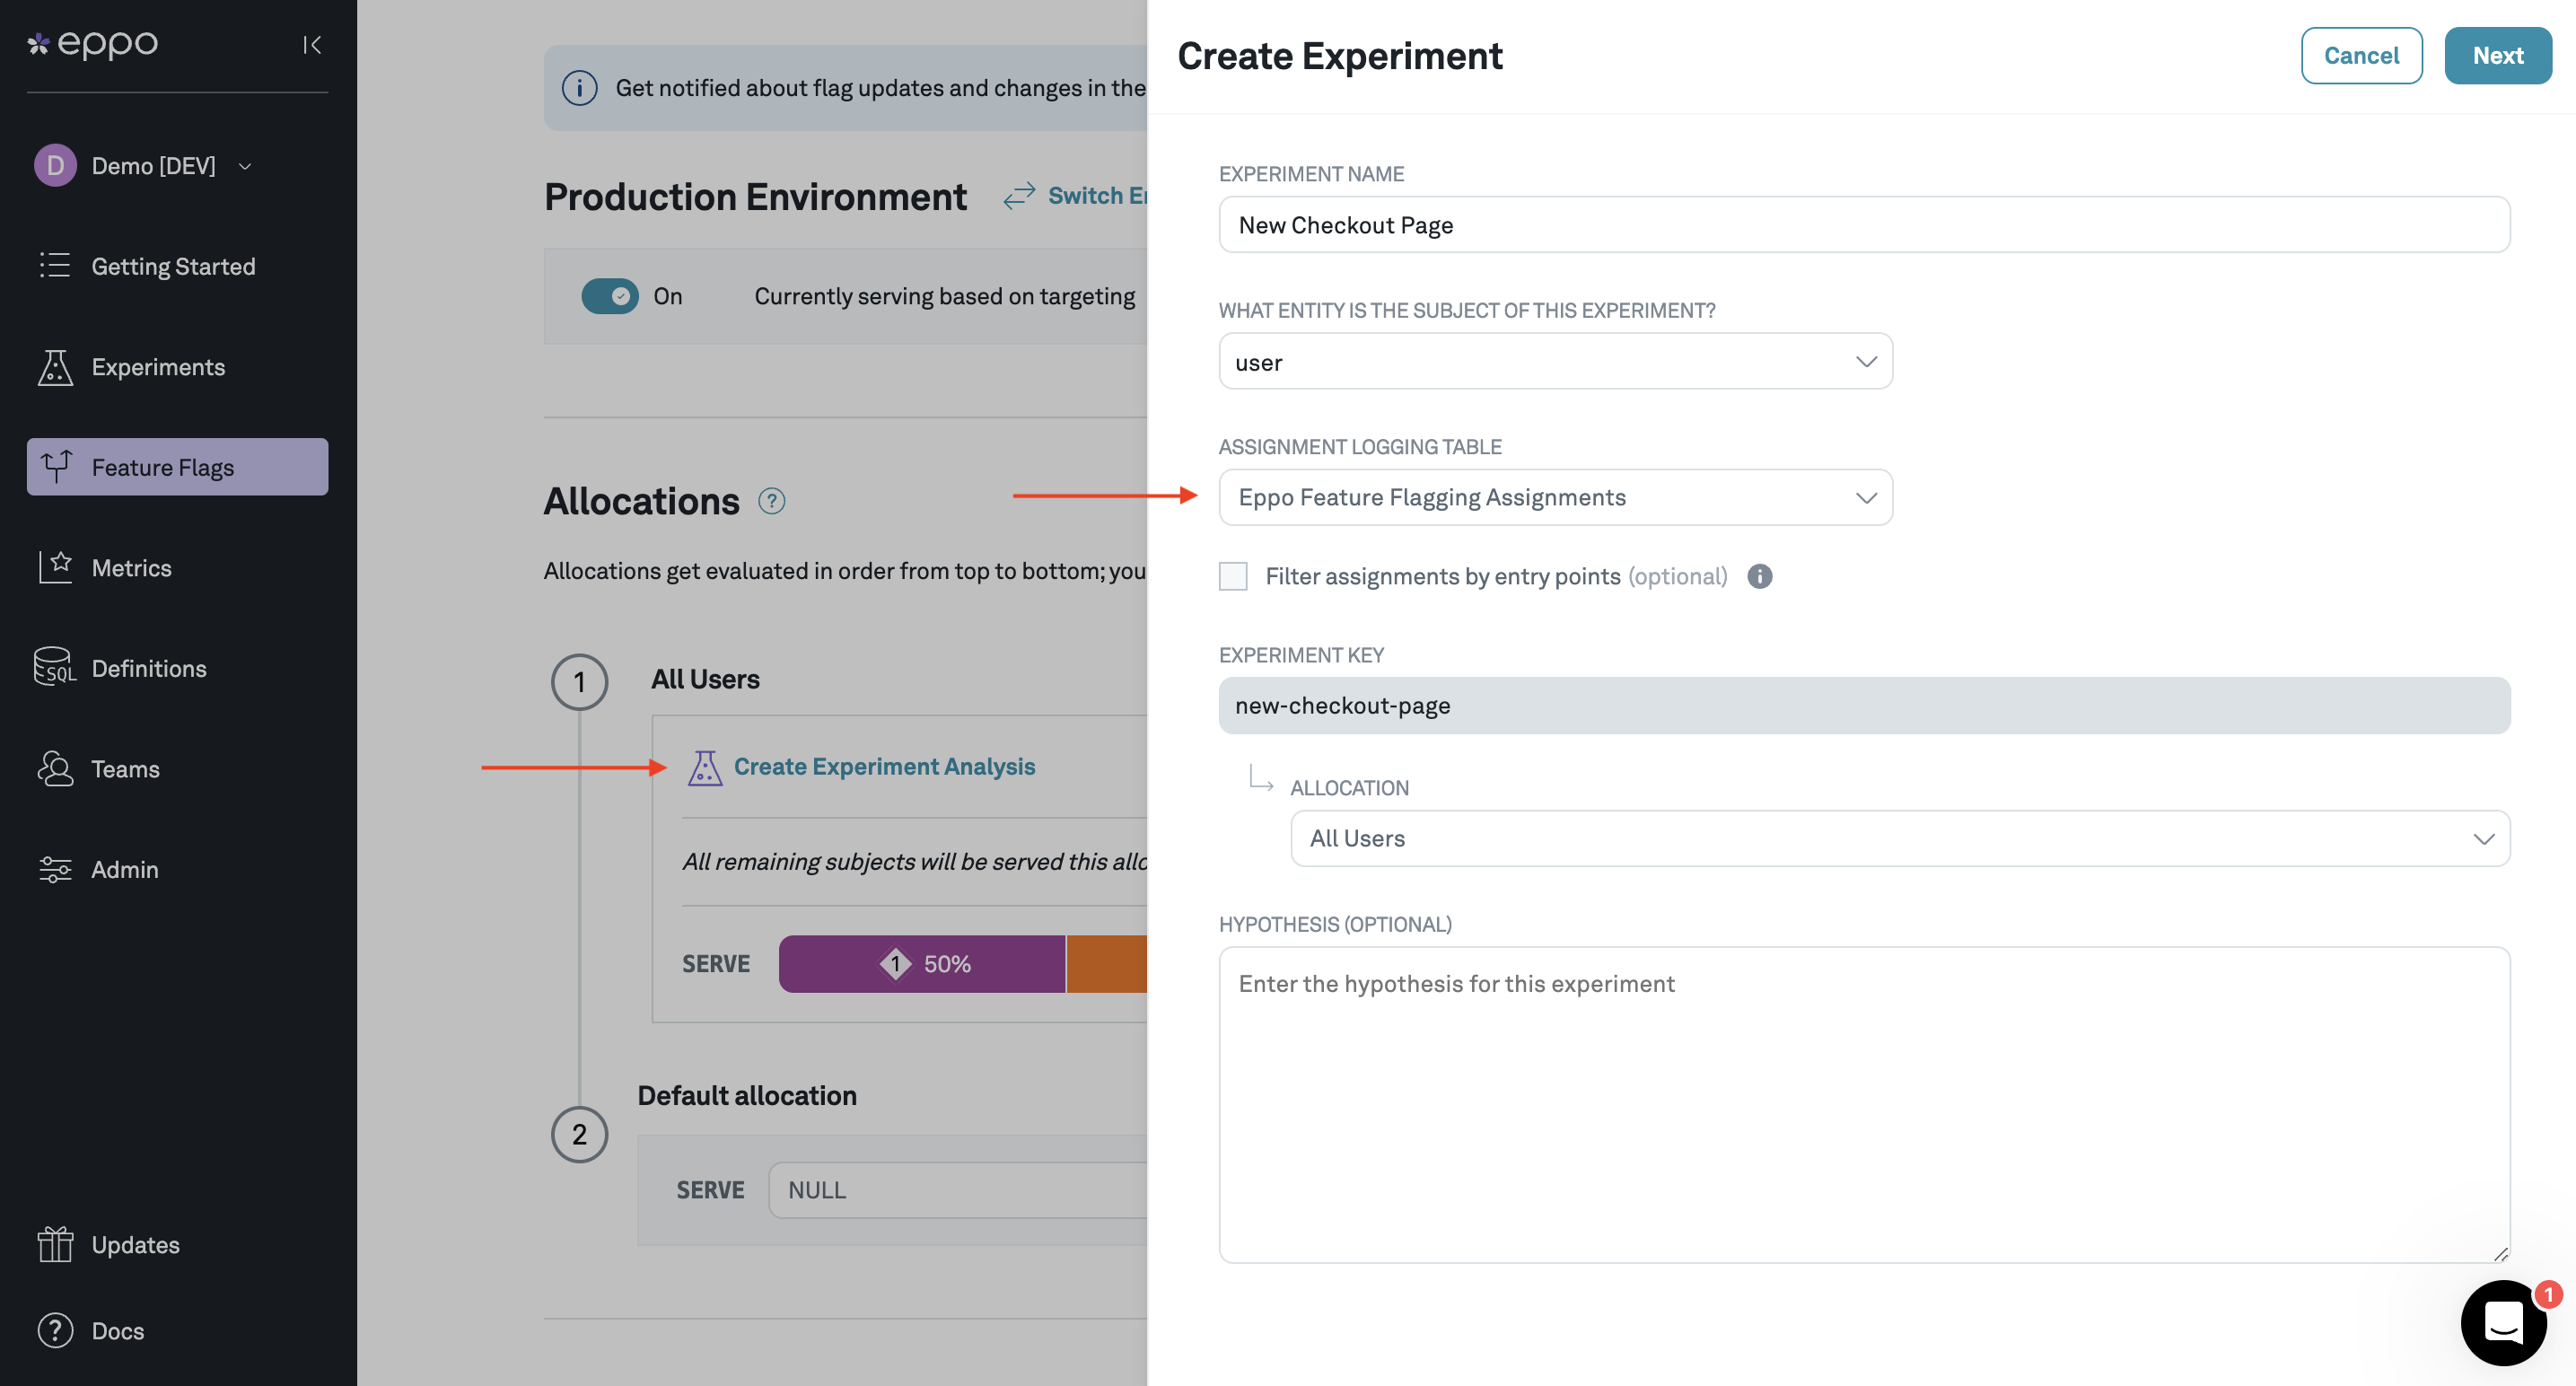 eppo
D Demo [DEV]
Getting Started
Experiments
Feature Flags
Metrics
SQL Definitions
Teams
Admin
Updates
? Docs
i Get notified about flag updates and changes in the
Production Environment Switch
On Currently serving based on targeting
Allocations ?
Allocations get evaluated in order from top to bottom; you
1 All Users
Create Experiment Analysis
All remaining subjects will be served this
SERVE 1 50%
Default allocation
2
SERVE NULL
Create Experiment
Cancel
Next
EXPERIMENT NAME
New Checkout Page
WHAT ENTITY IS THE SUBJECT OF THIS EXPERIMENT?
user
ASSIGNMENT LOGGING TABLE
Eppo Feature Flagging Assignments
Filter assignments by entry points (optional) i
EXPERIMENT KEY
new-checkout-page
ALLOCATION
All Users
HYPOTHESIS (OPTIONAL)
Enter the hypothesis for this experiment
1